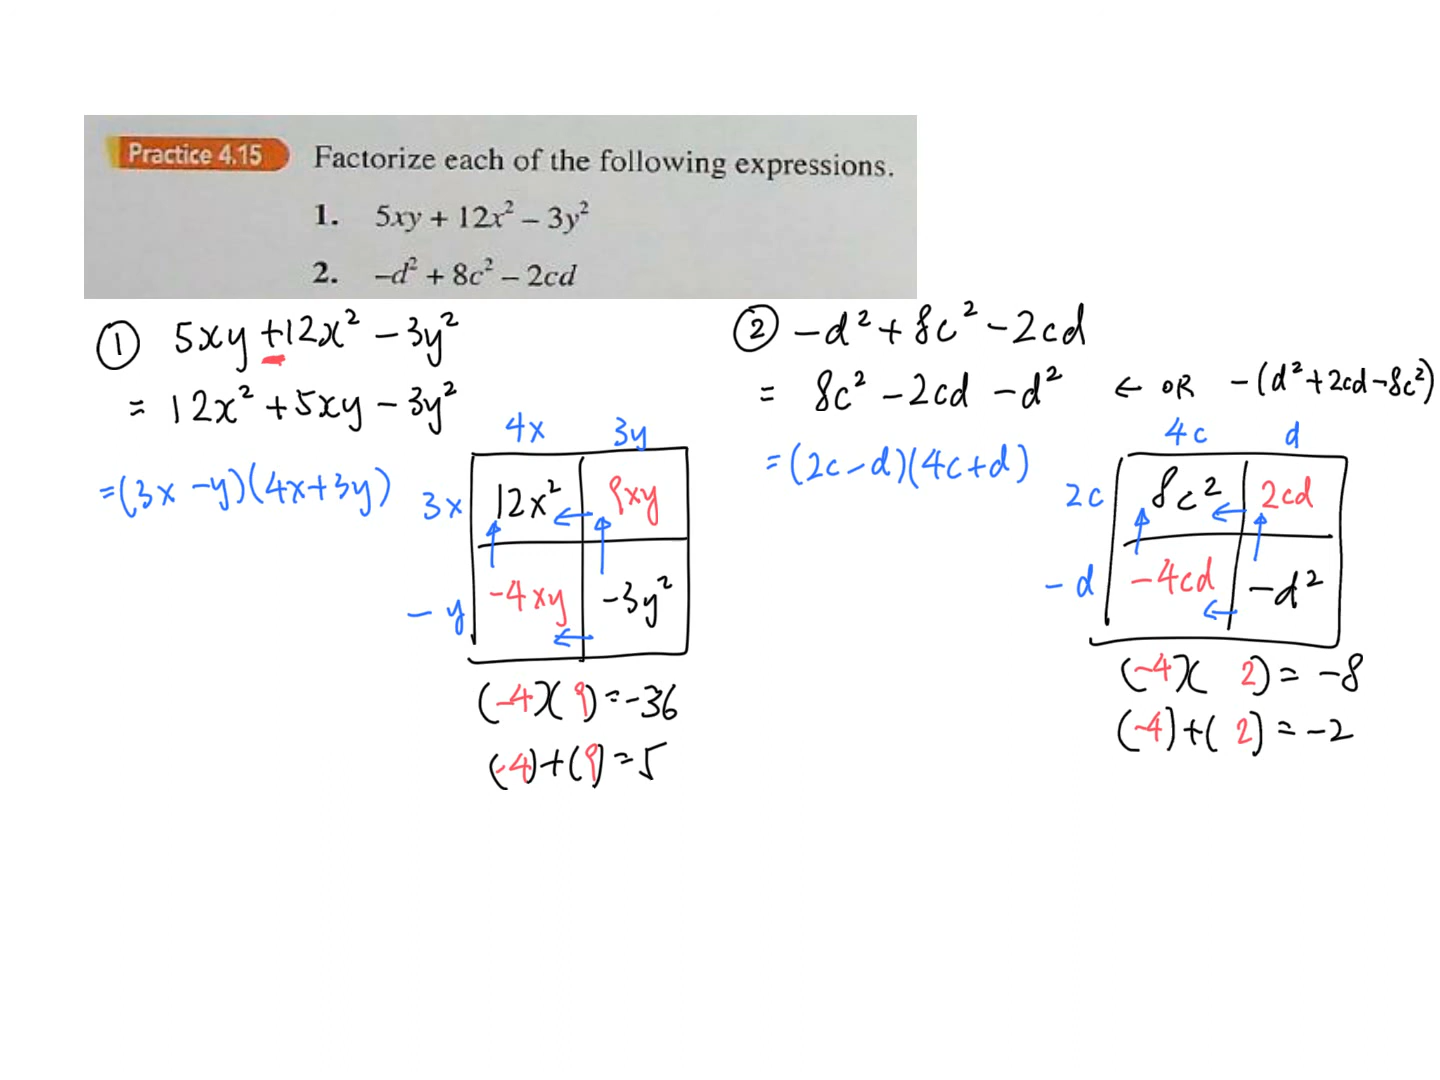 Practice 4.15 Factorize each of the following expressions.
1. 5xy + 12x² – 3y²
2. –d² + 8c² – 2cd
① 5xy +12x² – 3y²
= 12x² +5xy – 3y²
=(3x –y)(4x+3y)
4x 3y
3x 12x² 9xy
– y -4xy -3y²
(-4)( 9)=-36
(-4)+(9)=5
② –d²+8c²–2cd
= 8c² –2cd –d² ← OR –(d²+2cd–8c²)
=(2c–d)(4c+d)
4c d
2c 8c² 2cd
– d –4cd –d²
(-4)( 2)= -8
(-4)+( 2)= -2